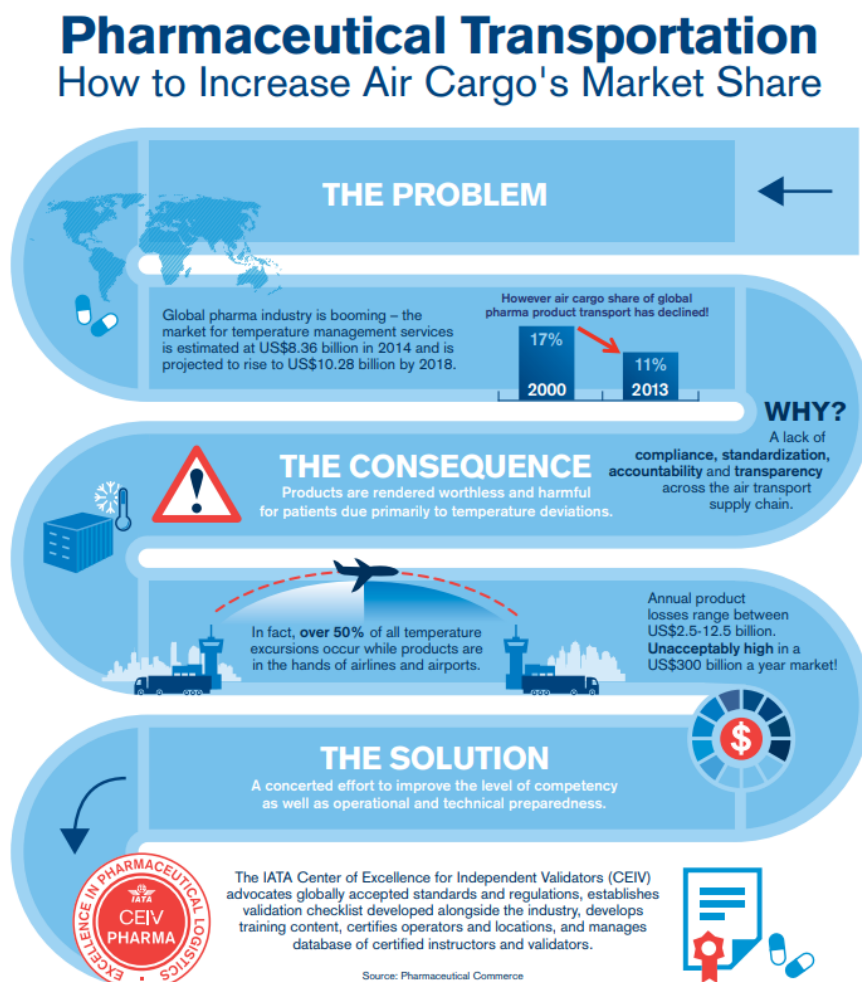 Pharmaceutical Transportation
How to Increase Air Cargo's Market Share
THE PROBLEM
Global pharma industry is booming – the
market for temperature management services
is estimated at US$8.36 billion in 2014 and is
projected to rise to US$10.28 billion by 2018.
However air cargo share of global
pharma product transport has declined!
17%
11%
2000
2013
WHY?
A lack of
compliance, standardization,
accountability and transparency
across the air transport
supply chain.
THE CONSEQUENCE
Products are rendered worthless and harmful
for patients due primarily to temperature deviations.
In fact, over 50% of all temperature
excursions occur while products are
in the hands of airlines and airports.
Annual product
losses range between
US$2.5-12.5 billion.
Unacceptably high in a
US$300 billion a year market!
$
THE SOLUTION
A concerted effort to improve the level of competency
as well as operational and technical preparedness.
EXCELLENCE IN PHARMACEUTICAL LOGISTICS
IATA
CEIV
PHARMA
The IATA Center of Excellence for Independent Validators (CEIV)
advocates globally accepted standards and regulations, establishes
validation checklist developed alongside the industry, develops
training content, certifies operators and locations, and manages
database of certified instructors and validators.
Source: Pharmaceutical Commerce